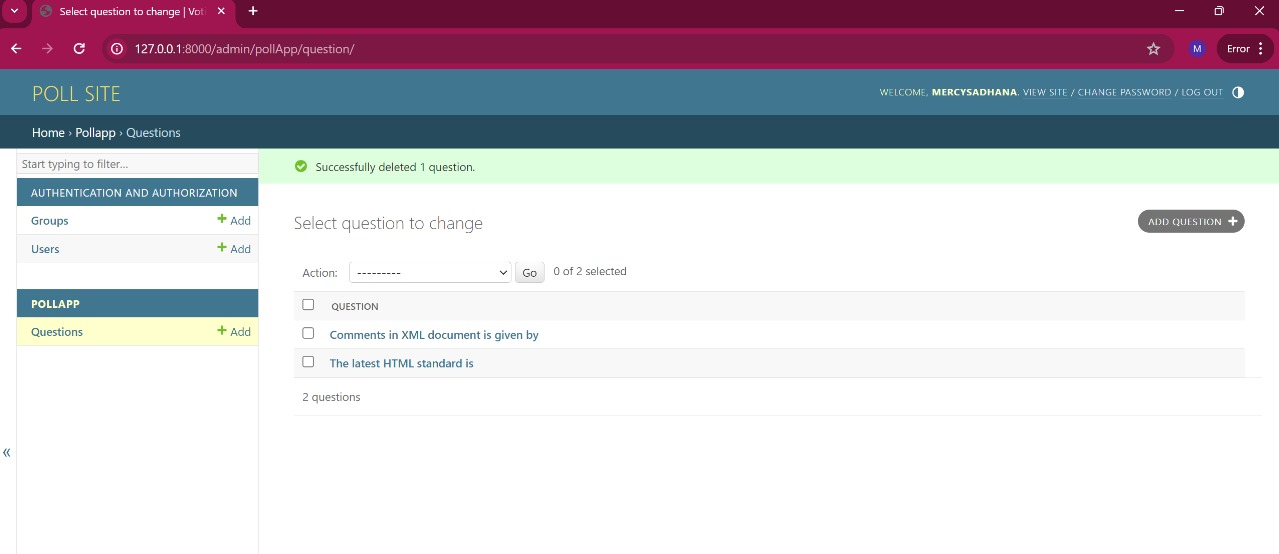 Select question to change | Voti
127.0.0.1:8000/admin/pollApp/question/
M
Error
POLL SITE
WELCOME, MERCYSADHANA. VIEW SITE / CHANGE PASSWORD / LOG OUT
Home › Pollapp › Questions
Start typing to filter...
AUTHENTICATION AND AUTHORIZATION
Groups + Add
Users + Add
POLLAPP
Questions + Add
«
Successfully deleted 1 question.
Select question to change
ADD QUESTION +
Action: --------- Go 0 of 2 selected
QUESTION
Comments in XML document is given by
The latest HTML standard is
2 questions